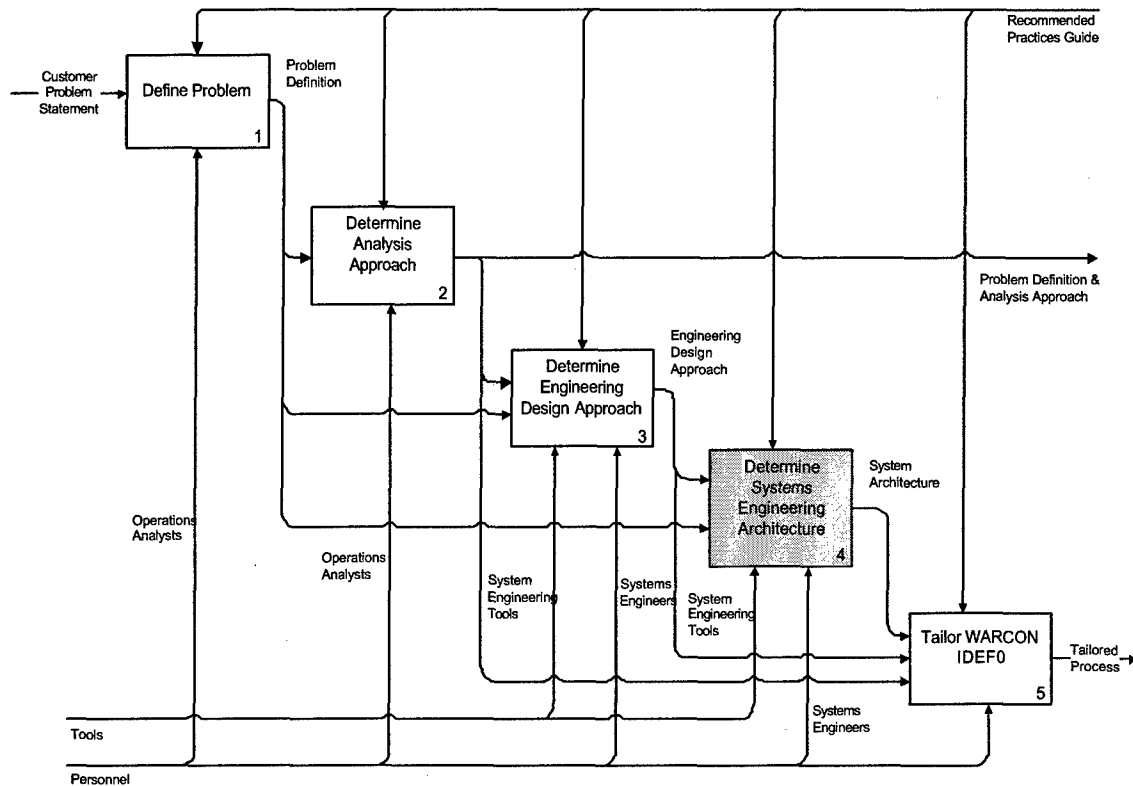 Recommended
Practices Guide
Customer
Problem
Statement
Define Problem
1
Problem
Definition
Determine
Analysis
Approach
2
Problem Definition &
Analysis Approach
Determine
Engineering
Design Approach
3
Engineering
Design
Approach
Determine
Systems
Engineering
Architecture
4
System
Architecture
Operations
Analysts
Operations
Analysts
System
Engineering
Tools
Systems
Engineers
System
Engineering
Tools
Tailor WARCON
IDEF0
5
Tailored
Process
Systems
Engineers
Tools
Personnel